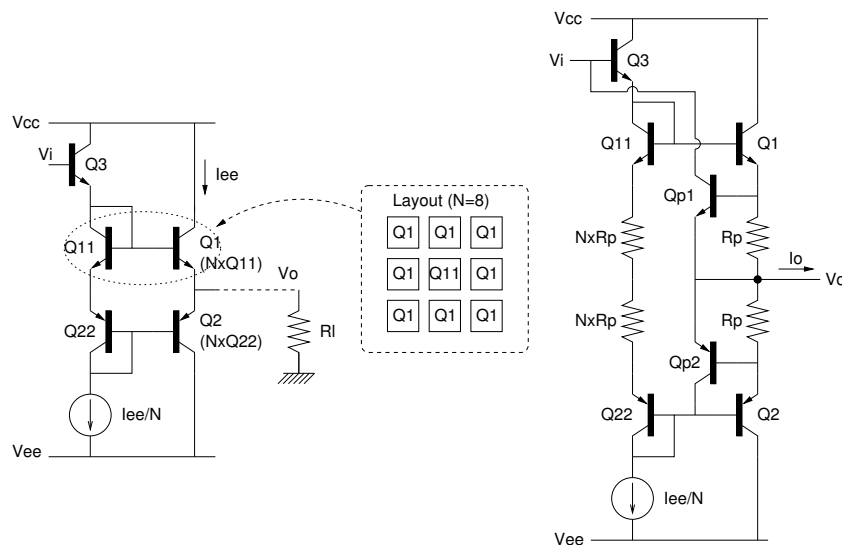 Vcc
Vi
Q3
Iee
Q11
Q1
(NxQ11)
Vo
Q22
Q2
(NxQ22)
Rl
Iee/N
Vee
Layout (N=8)
Q1 Q1 Q1
Q1 Q11 Q1
Q1 Q1 Q1
Vcc
Vi
Q3
Q11
Q1
Qp1
NxRp
Rp
Io
NxRp
Rp
Qp2
Q22
Q2
Iee/N
Vee